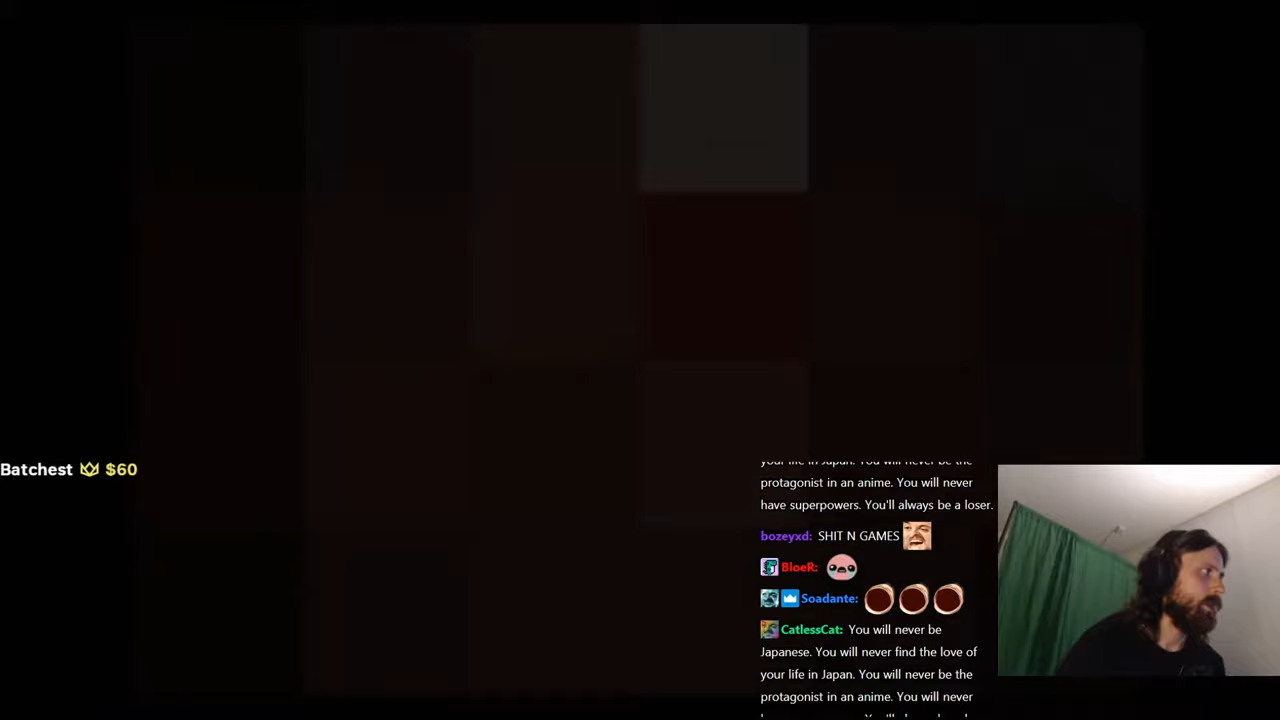 Batchest $60
your life in Japan. You will never be the
protagonist in an anime. You will never
have superpowers. You'll always be a loser.
bozeyxd: SHIT N GAMES
BloeR:
Soadante:
CatlessCat: You will never be
Japanese. You will never find the love of
your life in Japan. You will never be the
protagonist in an anime. You will never